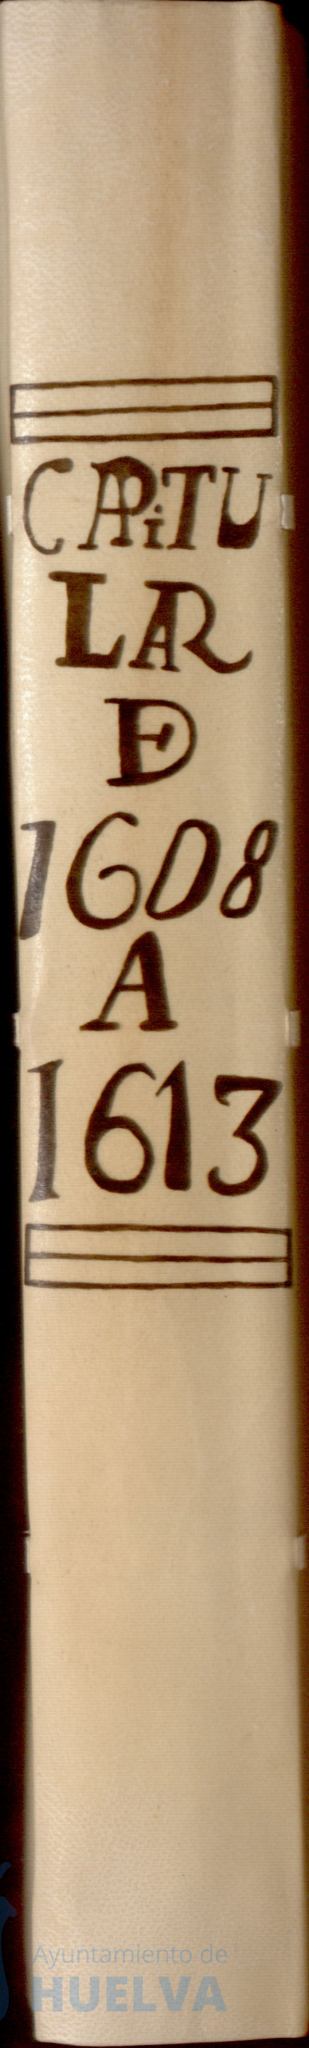 CAPiTU
LAR
DE
1608
A
1613
Ayuntamiento de
HUELVA